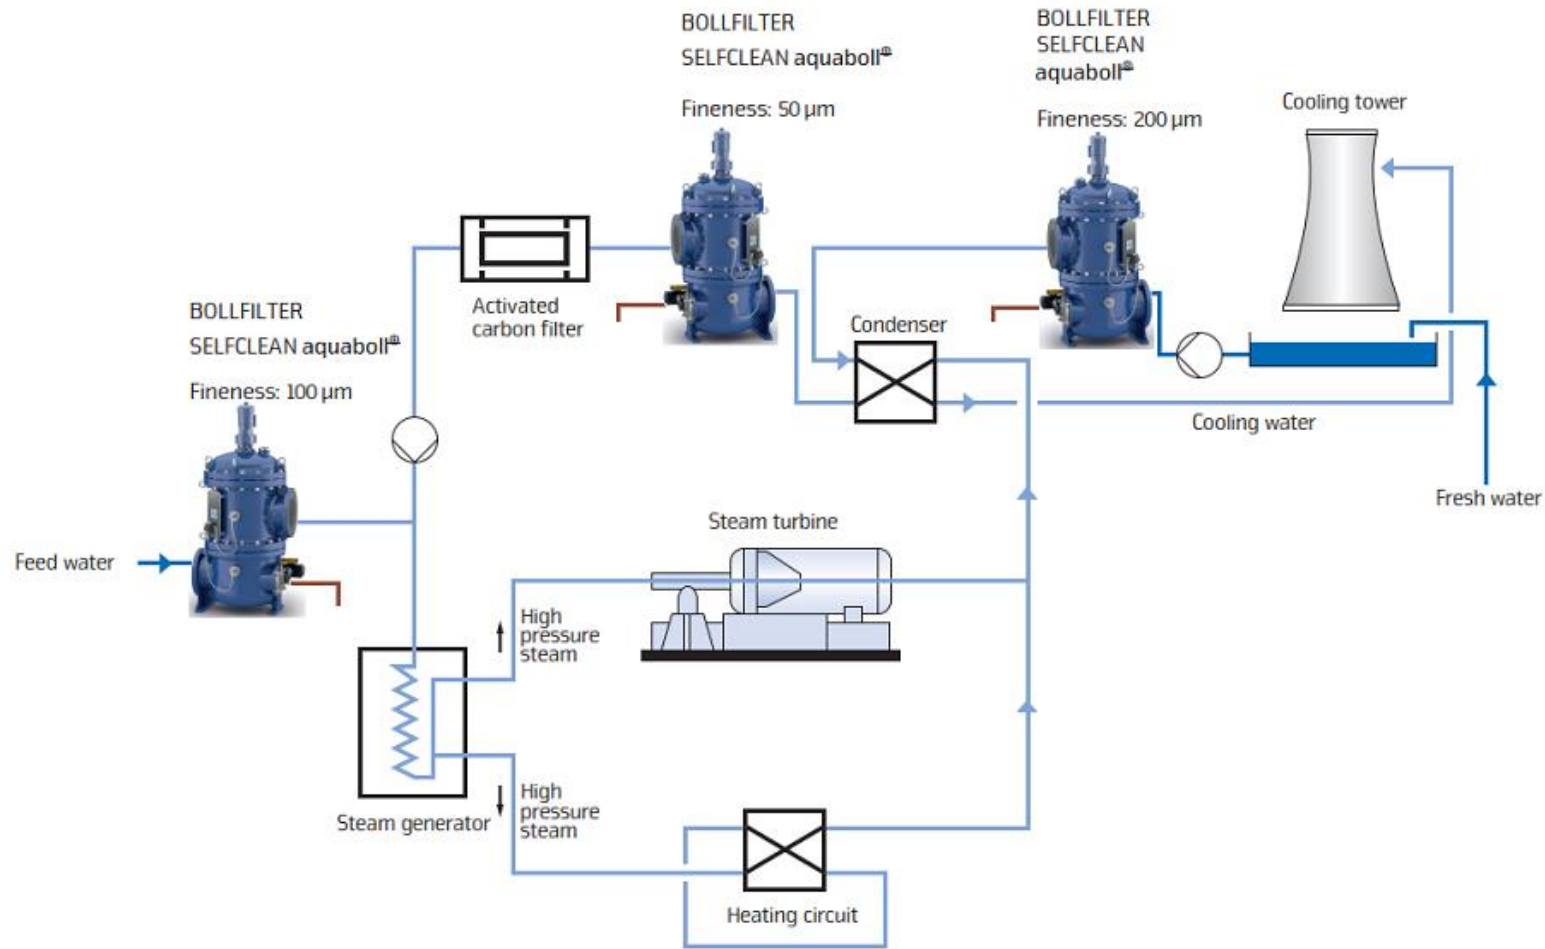 BOLLFILTER
SELFCLEAN aquaboll®
Fineness: 50 µm
BOLLFILTER
SELFCLEAN
aquaboll®
Fineness: 200 µm
Cooling tower
Activated
carbon filter
Condenser
BOLLFILTER
SELFCLEAN aquaboll®
Fineness: 100 µm
Cooling water
Fresh water
Steam turbine
Feed water
High
pressure
steam
High
pressure
steam
Steam generator
Heating circuit